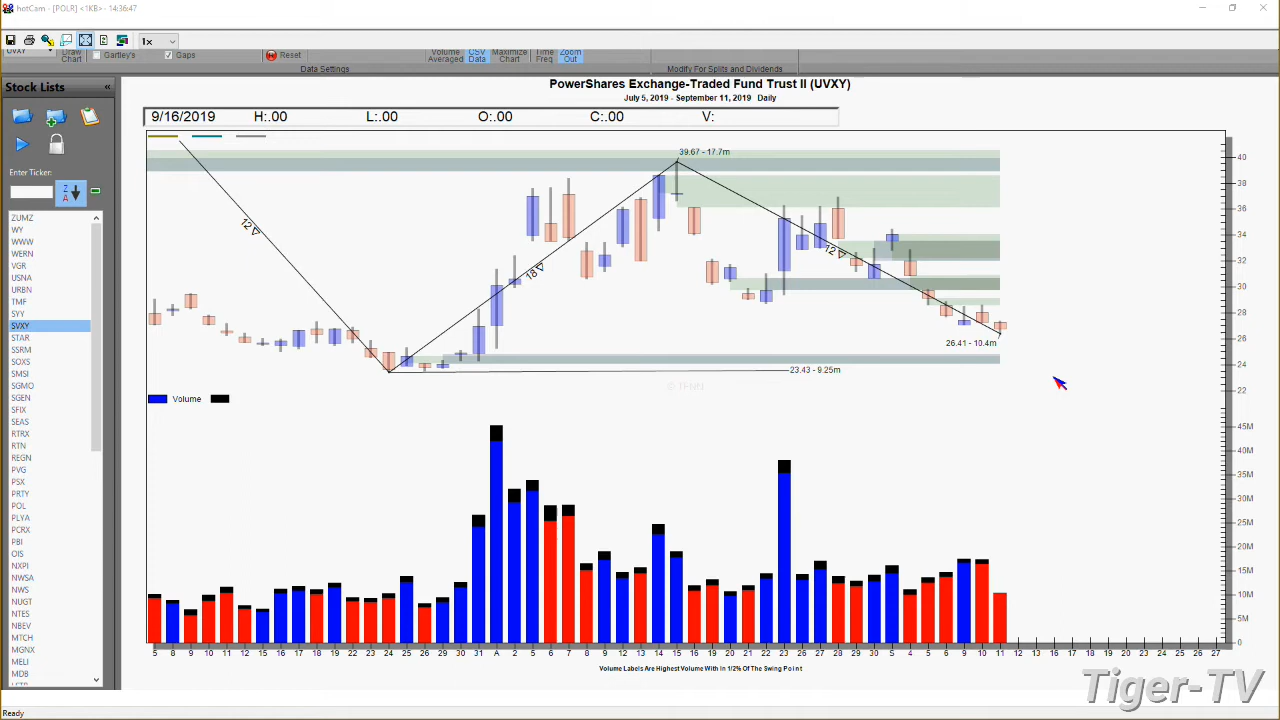 hotCam - [POLR] <1KB> - 14:36:47
1x
UVXY
Draw Chart
Gartley's
Gaps
Reset
Volume Averaged
CSV Data
Maximize Chart
Time Freq
Zoom Out
Data Settings
Modify For Splits and Dividends
Stock Lists
Enter Ticker:
Z A
ZUMZ
WY
WWW
WERN
VGR
USNA
URBN
TMF
SYY
SVXY
STAR
SSRM
SOXS
SMSI
SGMO
SGEN
SFIX
SEAS
RTRX
RTN
REGN
PVG
PSX
PRTY
POL
PLYA
PCRX
PBI
OIS
NXPI
NWSA
NWS
NUGT
NTES
NBEV
MTCH
MGNX
MELI
MDB
PowerShares Exchange-Traded Fund Trust II (UVXY)
July 5, 2019 - September 11, 2019 Daily
9/16/2019 H:.00 L:.00 O:.00 C:.00 V:
39.67 - 17.7m
12
18
12
26.41 - 10.4m
23.43 - 9.25m
© TFNN
40
38
36
34
32
30
28
26
24
22
Volume
45M
40M
35M
30M
25M
20M
15M
10M
5M
0
5 8 9 10 11 12 15 16 17 18 19 22 23 24 25 26 29 30 31 A 2 5 6 7 8 9 12 13 14 15 16 19 20 21 22 23 26 27 28 29 30 S 4 5 6 9 10 11 12 13 16 17 18 19 20 23 24 25 26 27
Volume Labels Are Highest Volume With In 1/2% Of The Swing Point
Tiger-TV
Ready